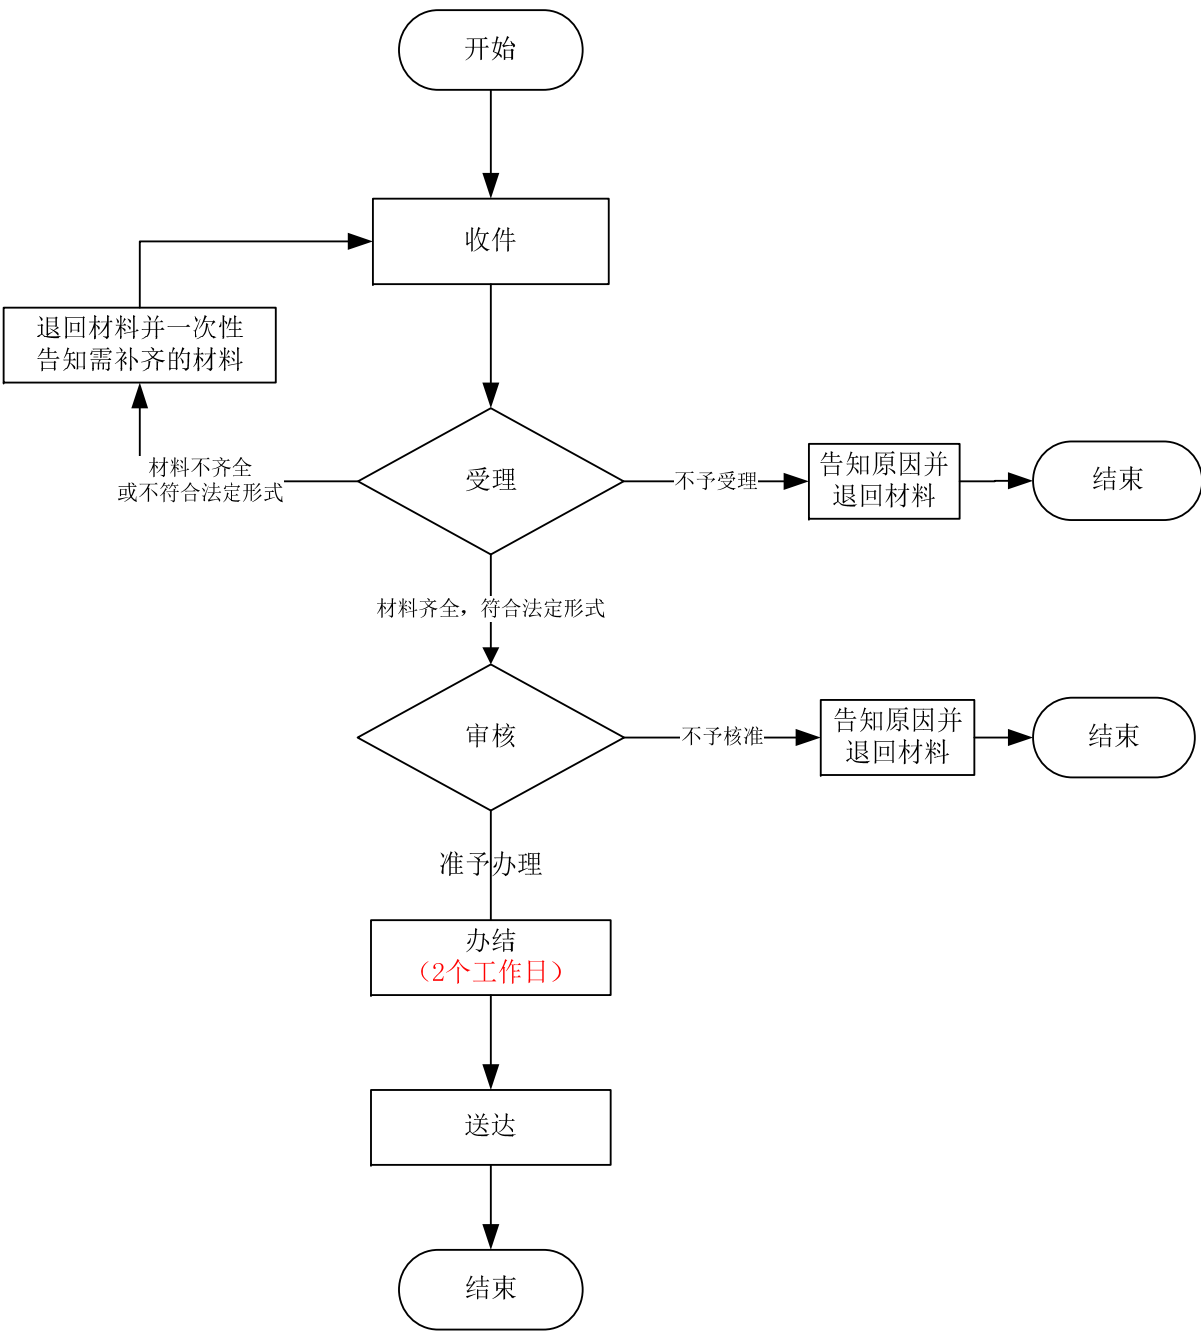 开始
收件
退回材料并一次性
告知需补齐的材料
材料不齐全
或不符合法定形式
受理
不予受理
告知原因并
退回材料
结束
材料齐全，符合法定形式
审核
不予核准
告知原因并
退回材料
结束
准予办理
办结
（2个工作日）
送达
结束